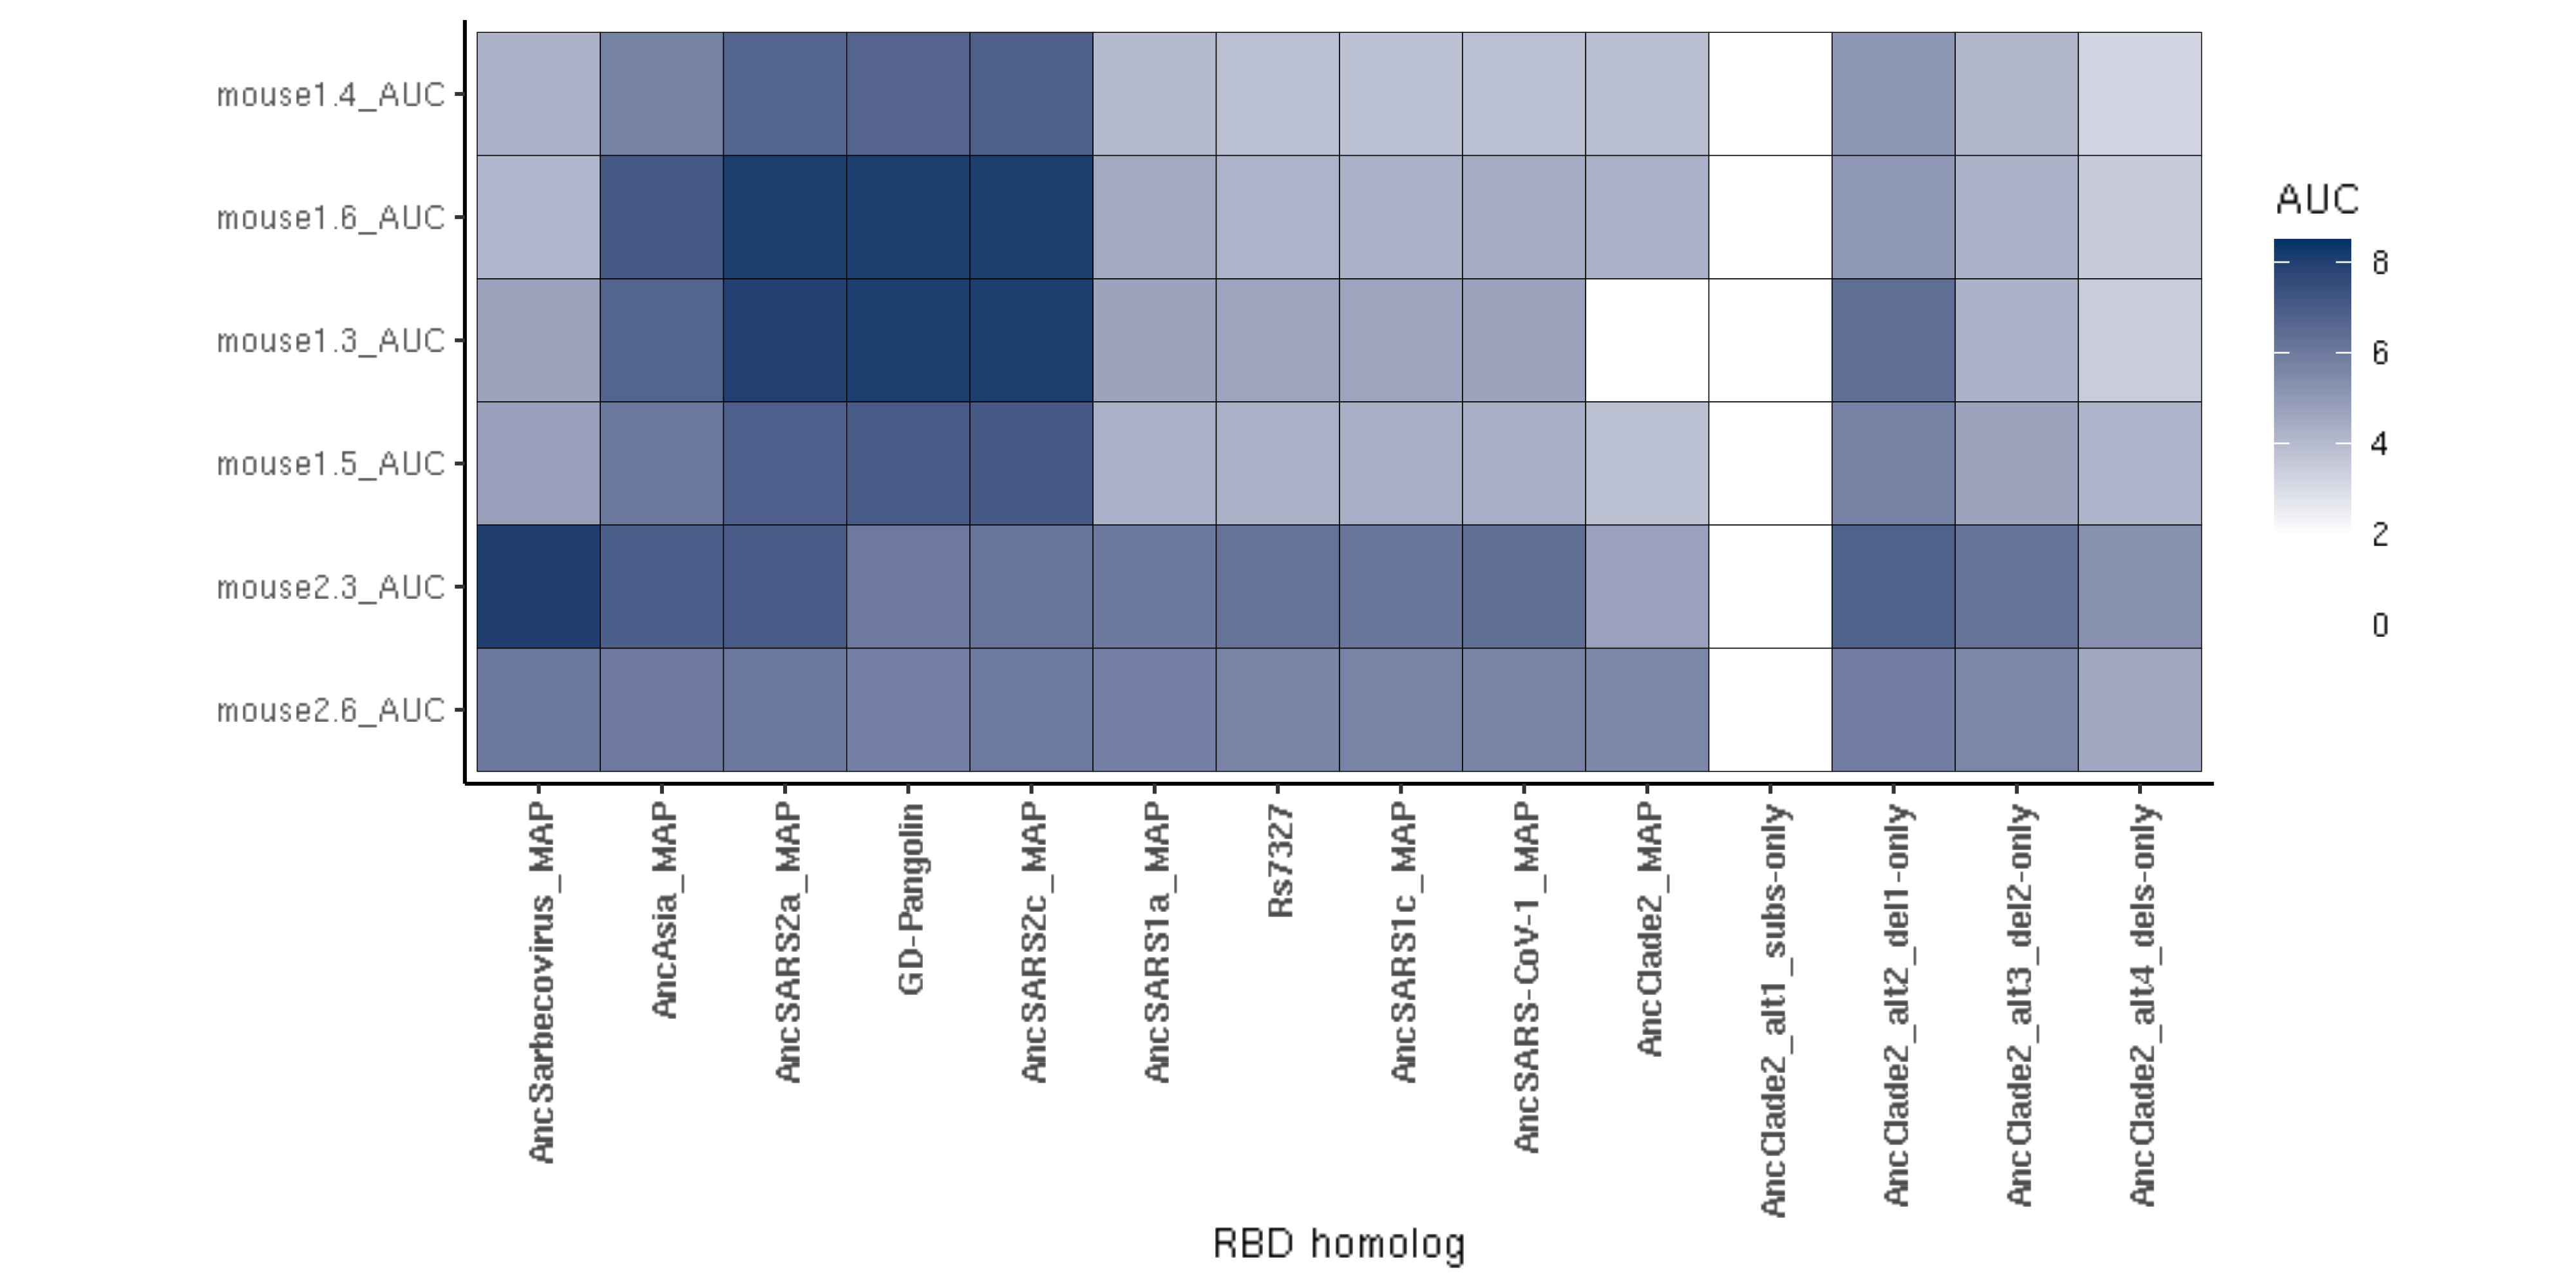 mouse1.4_AUC
mouse1.6_AUC
mouse1.3_AUC
mouse1.5_AUC
mouse2.3_AUC
mouse2.6_AUC
AncSarbecovirus_MAP
AncAsia_MAP
AncSARS2a_MAP
GD-Pangolin
AncSARS2c_MAP
AncSARS1a_MAP
Rs7327
AncSARS1c_MAP
AncSARS-CoV-1_MAP
AncClade2_MAP
AncClade2_alt1_subs-only
AncClade2_alt2_del1-only
AncClade2_alt3_del2-only
AncClade2_alt4_dels-only
RBD homolog
AUC
8
6
4
2
0